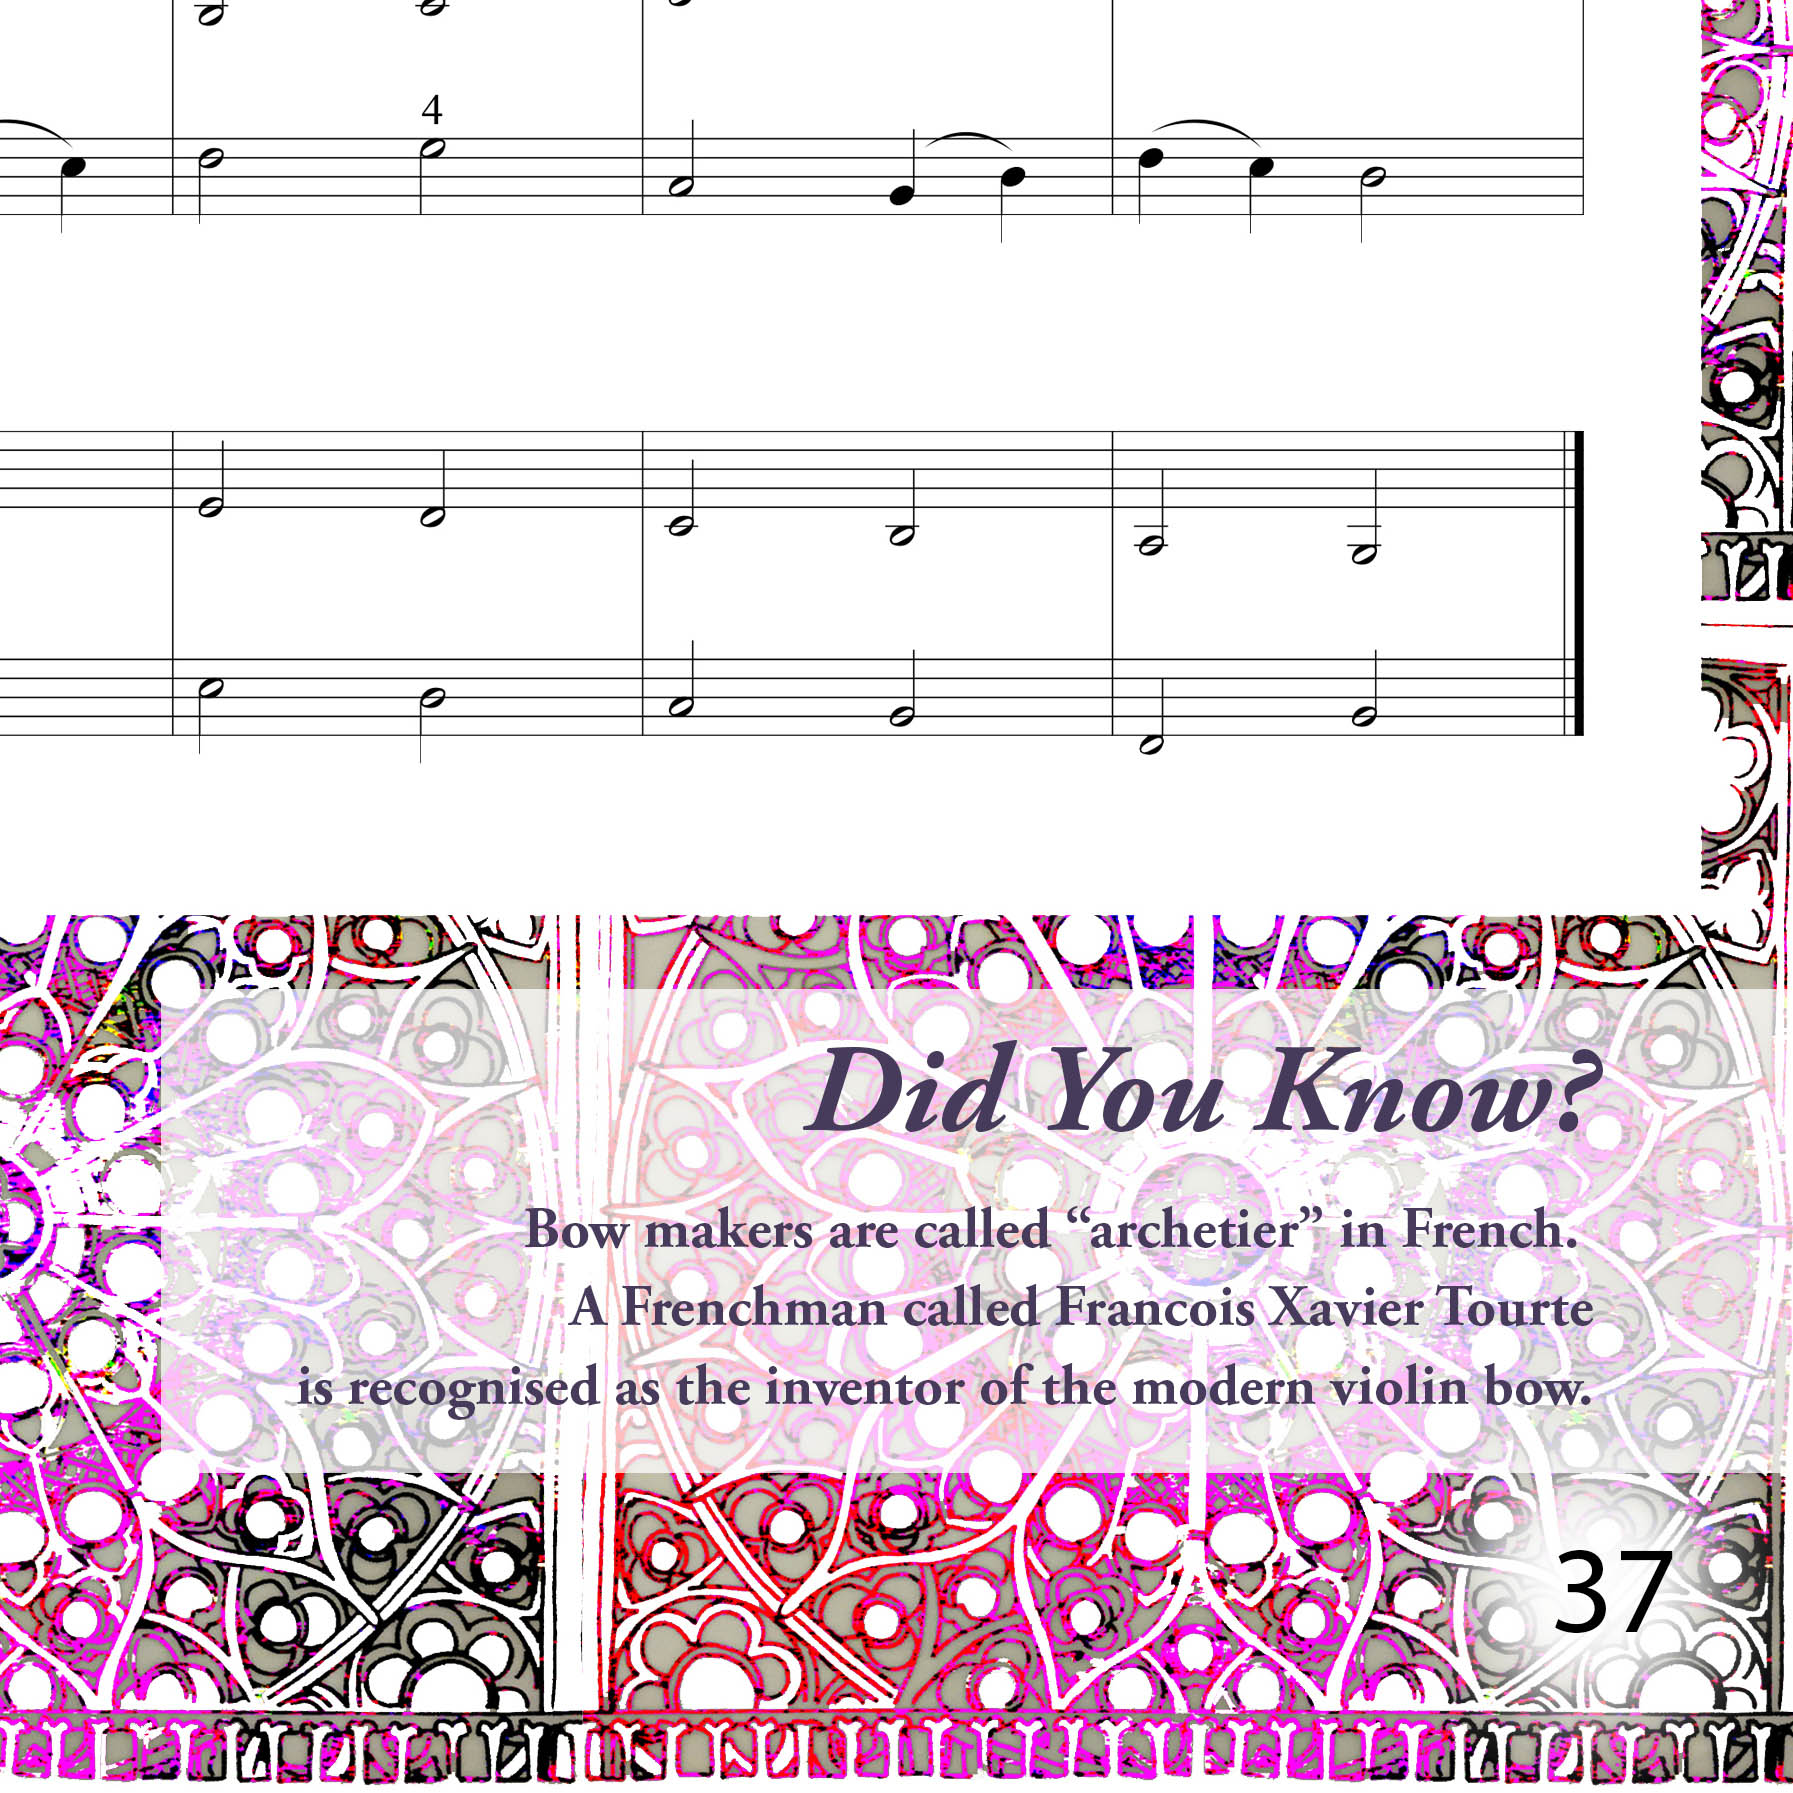 4
Did You Know?
Bow makers are called “archetier” in French.
A Frenchman called Francois Xavier Tourte
is recognised as the inventor of the modern violin bow.
37